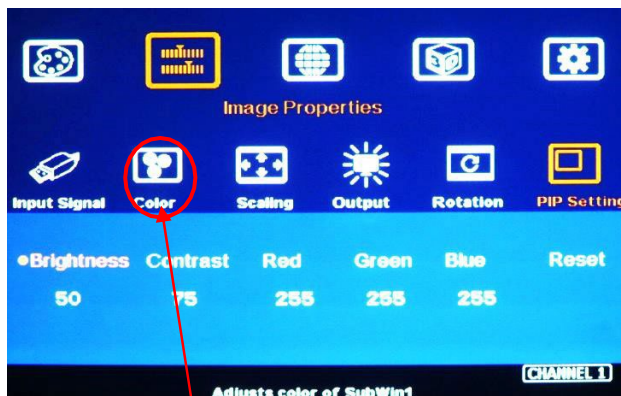 Image Properties
Input Signal Color Scaling Output Rotation PIP Setting
Brightness Contrast Red Green Blue Reset
50 75 255 255 255
CHANNEL 1
Adjusts color of SubWin1